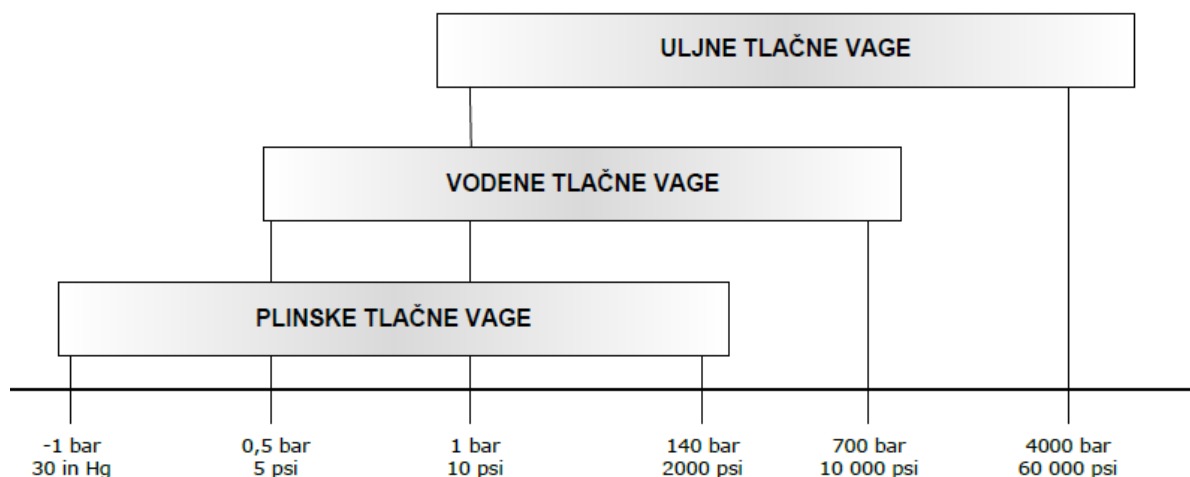 ULJNE TLAČNE VAGE
VODENE TLAČNE VAGE
PLINSKE TLAČNE VAGE
-1 bar
30 in Hg
0,5 bar
5 psi
1 bar
10 psi
140 bar
2000 psi
700 bar
10 000 psi
4000 bar
60 000 psi